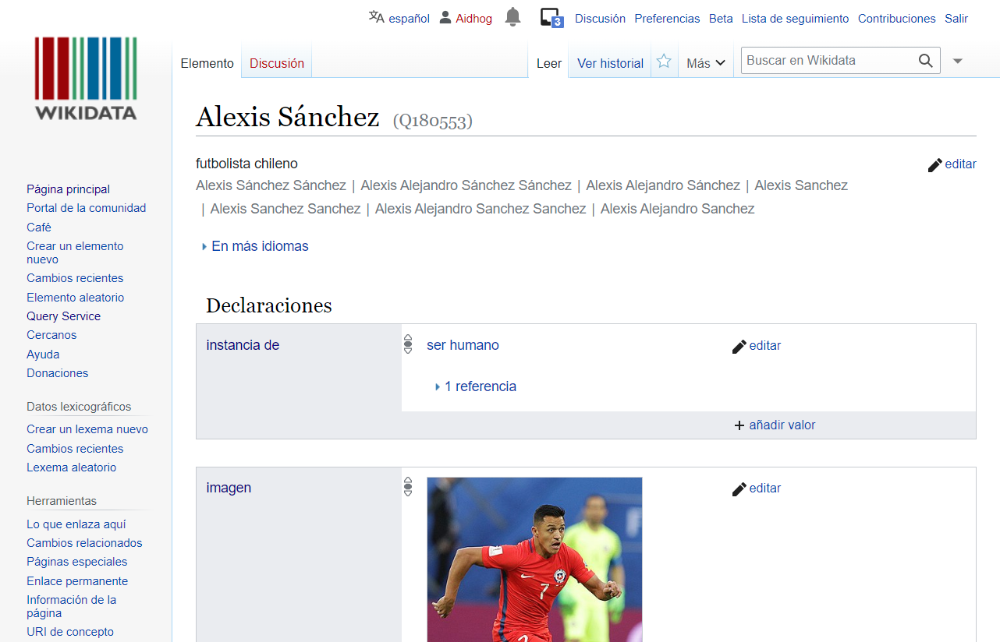 español Aidhog 3 Discusión Preferencias Beta Lista de seguimiento Contribuciones Salir
WIKIDATA
Elemento Discusión Leer Ver historial Más Buscar en Wikidata
Alexis Sánchez (Q180553)
futbolista chileno editar
Alexis Sánchez Sánchez | Alexis Alejandro Sánchez Sánchez | Alexis Alejandro Sánchez | Alexis Sanchez
| Alexis Sanchez Sanchez | Alexis Alejandro Sanchez Sanchez | Alexis Alejandro Sanchez
En más idiomas
Declaraciones
instancia de ser humano editar
1 referencia
+ añadir valor
imagen editar
7
2
Página principal
Portal de la comunidad
Café
Crear un elemento
nuevo
Cambios recientes
Elemento aleatorio
Query Service
Cercanos
Ayuda
Donaciones
Datos lexicográficos
Crear un lexema nuevo
Cambios recientes
Lexema aleatorio
Herramientas
Lo que enlaza aquí
Cambios relacionados
Páginas especiales
Enlace permanente
Información de la
página
URI de concepto